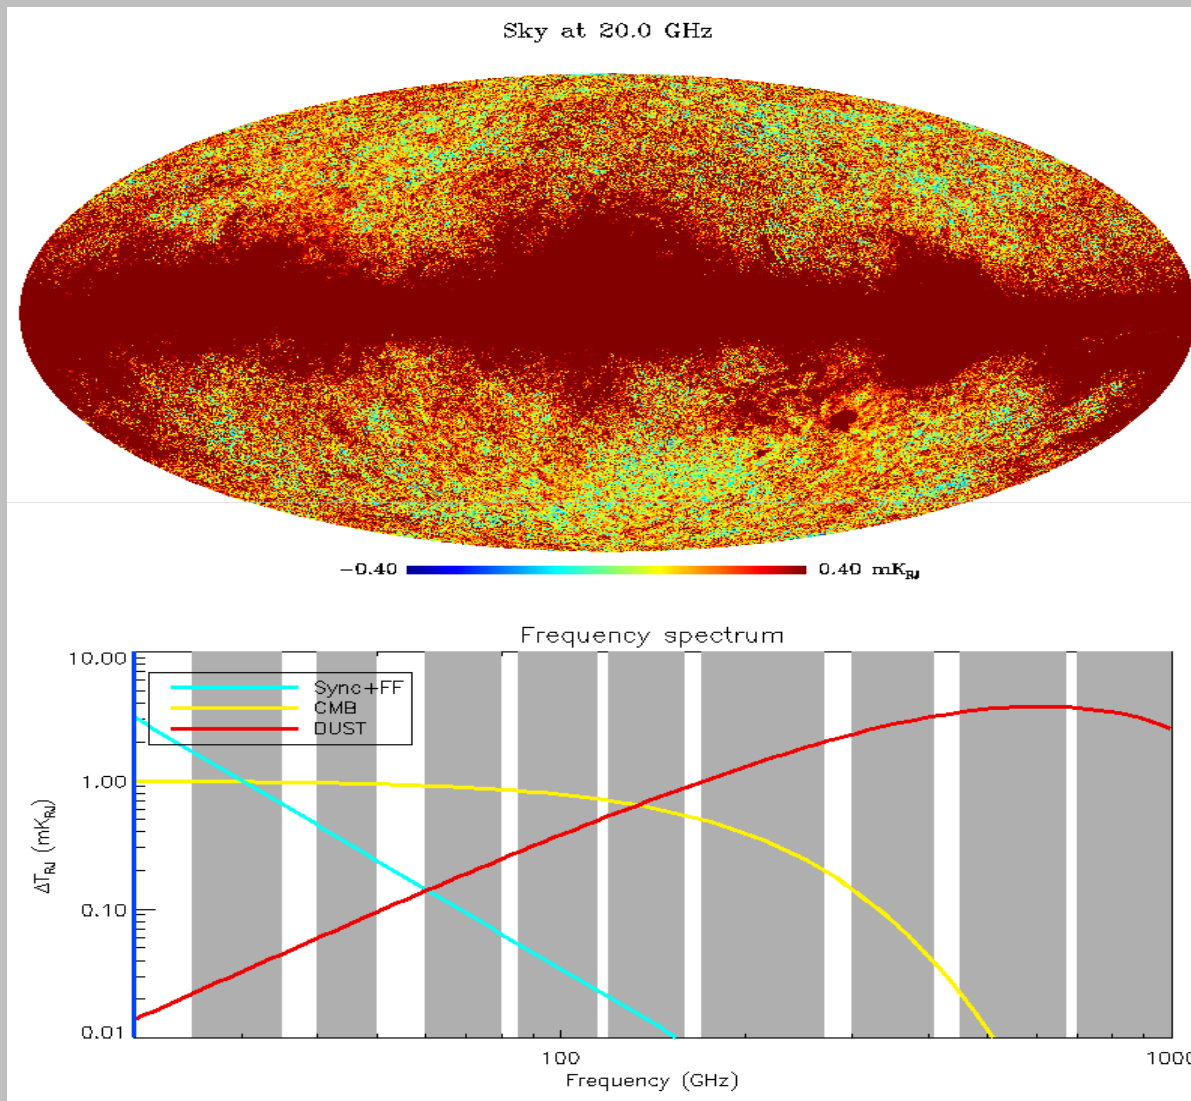 Sky at 20.0 GHz
−0.40
0.40 mK_RJ
Frequency spectrum
10.00
1.00
0.10
0.01
ΔT_RJ (mK_RJ)
Sync+FF
CMB
DUST
100
1000
Frequency (GHz)